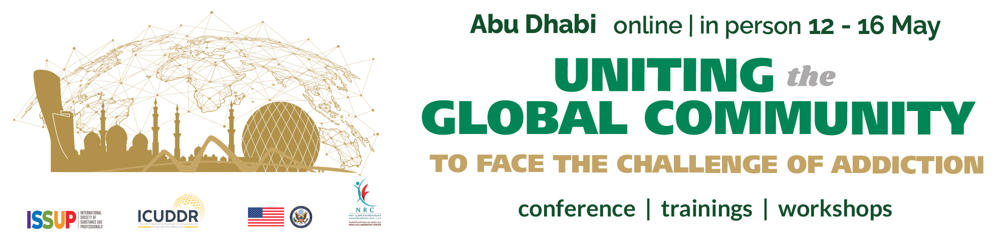 Abu Dhabi online | in person 12 - 16 May
UNITING the
GLOBAL COMMUNITY
TO FACE THE CHALLENGE OF ADDICTION
conference | trainings | workshops
ISSUP
INTERNATIONAL
SOCIETY OF
SUBSTANCE USE
PROFESSIONALS
ICUDDR
The International Consortium of Universities for
Drug Demand Reduction
NRC
National Rehabilitation Center - U.A.E
WHO COLLABORATIVE CENTER